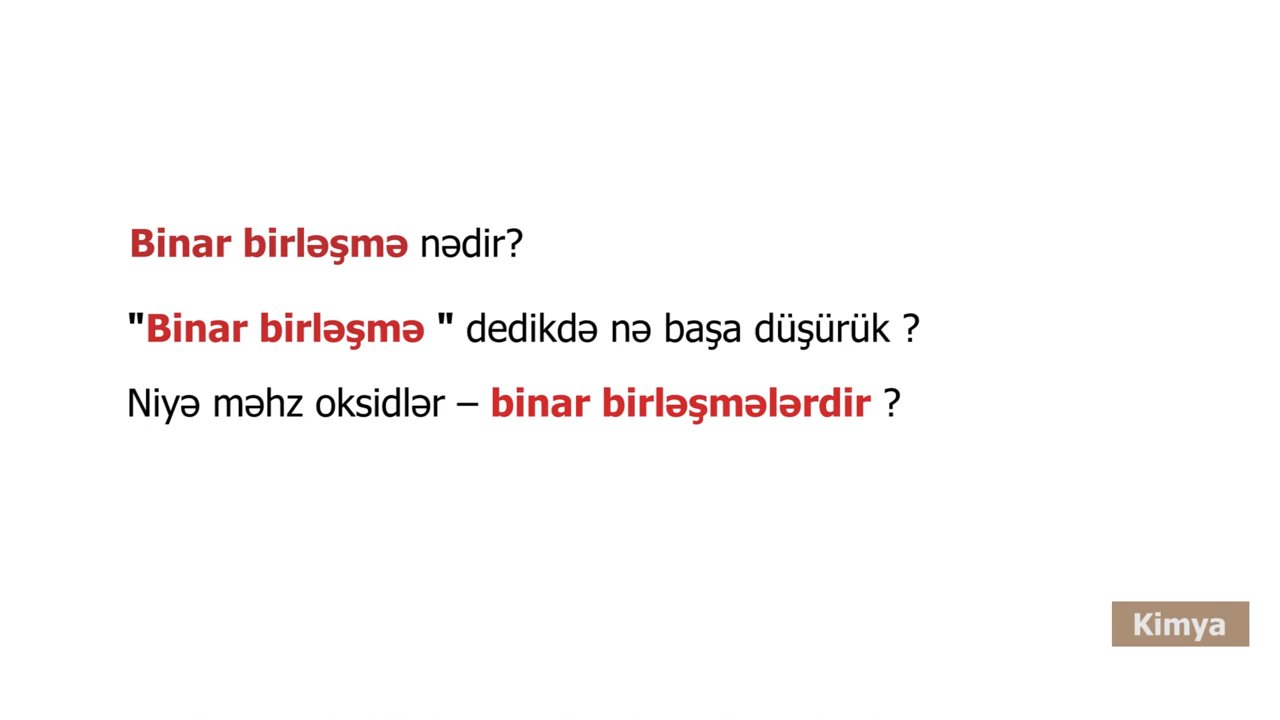 Binar birləşmə nədir?
"Binar birləşmə " dedikdə nə başa düşürük ?
Niyə məhz oksidlər – binar birləşmələrdir ?
Kimya